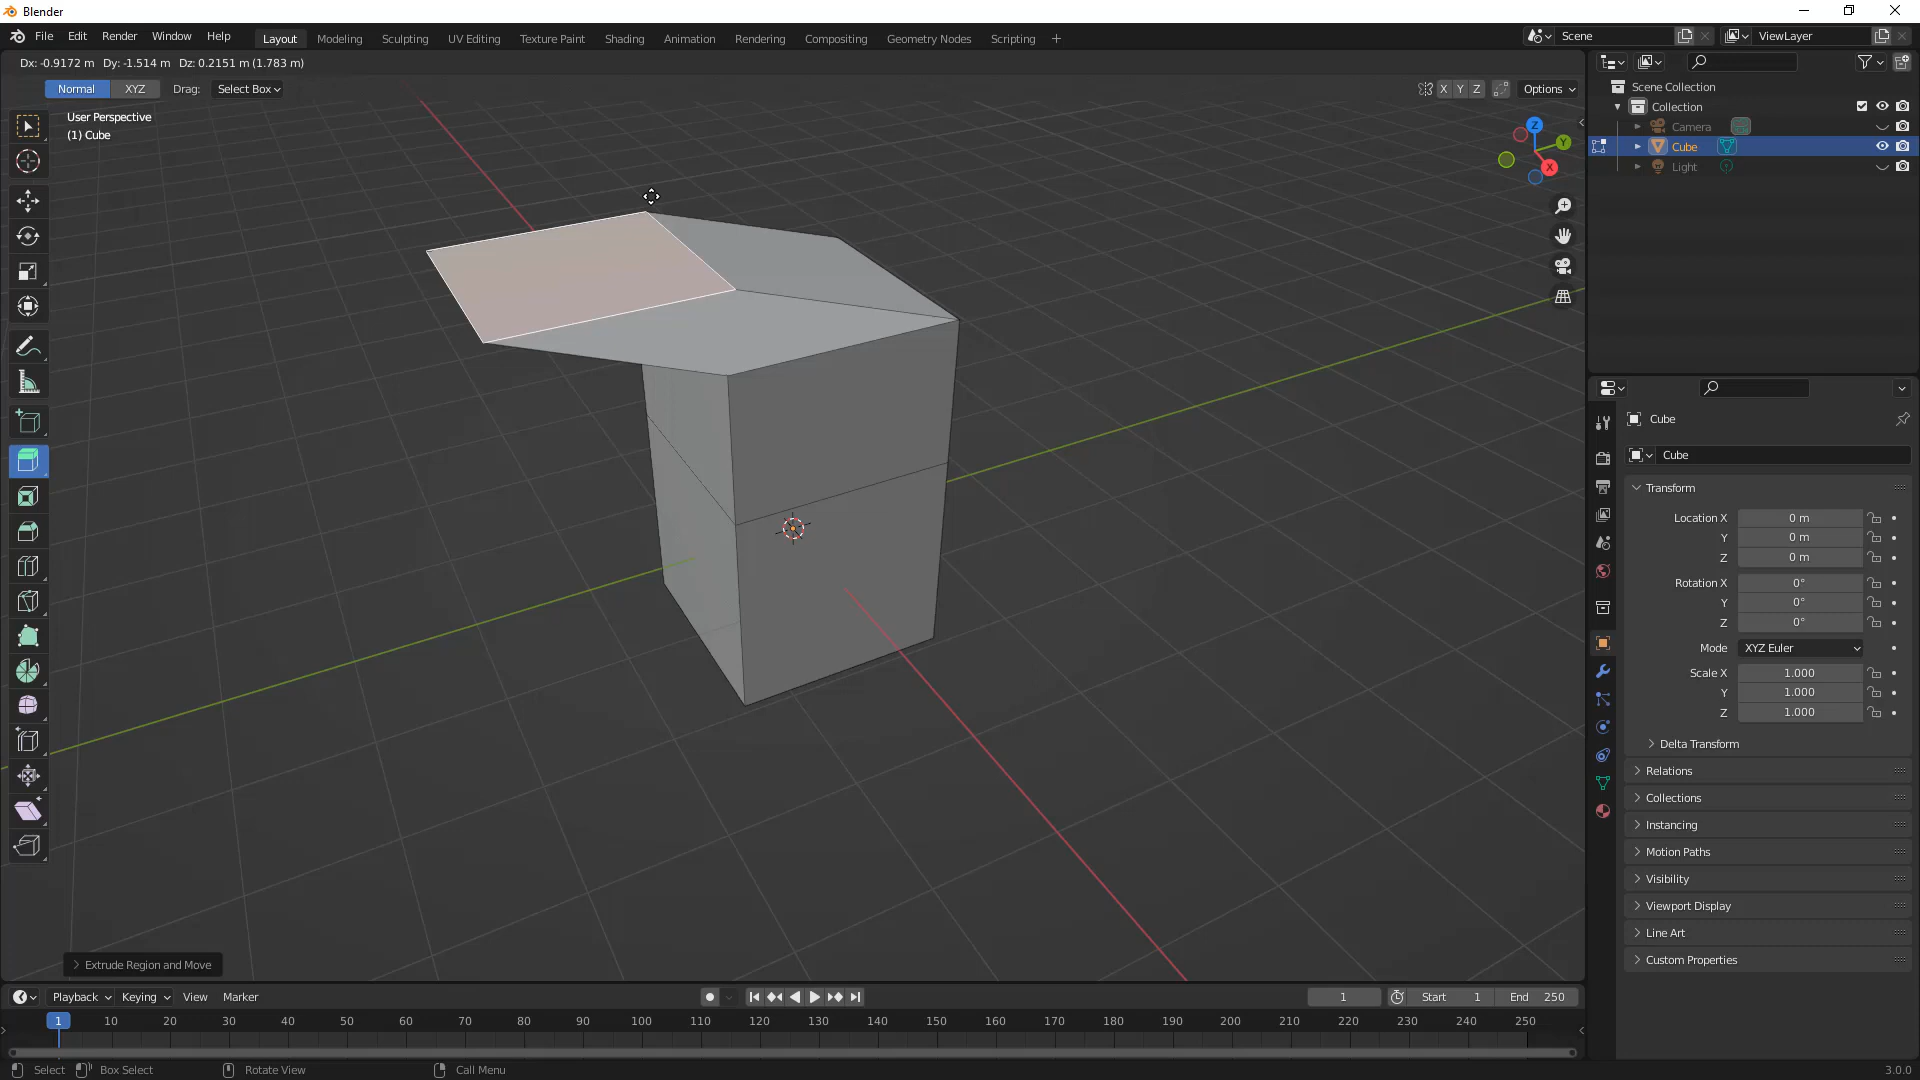 Blender
File Edit Render Window Help
Layout Modeling Sculpting UV Editing Texture Paint Shading Animation Rendering Compositing Geometry Nodes Scripting +
Scene
ViewLayer
Dx: -0.9172 m Dy: -1.514 m Dz: 0.2151 m (1.783 m)
Normal XYZ Drag: Select Box
X Y Z Options
User Perspective
(1) Cube
Z
Y
X
Scene Collection
Collection
Camera
Cube
Light
Cube
Cube
Transform
Location X 0 m
Y 0 m
Z 0 m
Rotation X 0°
Y 0°
Z 0°
Mode XYZ Euler
Scale X 1.000
Y 1.000
Z 1.000
Delta Transform
Relations
Collections
Instancing
Motion Paths
Visibility
Viewport Display
Line Art
Custom Properties
Extrude Region and Move
Playback Keying View Marker
1 Start 1 End 250
1 10 20 30 40 50 60 70 80 90 100 110 120 130 140 150 160 170 180 190 200 210 220 230 240 250
Select Box Select Rotate View Call Menu
3.0.0